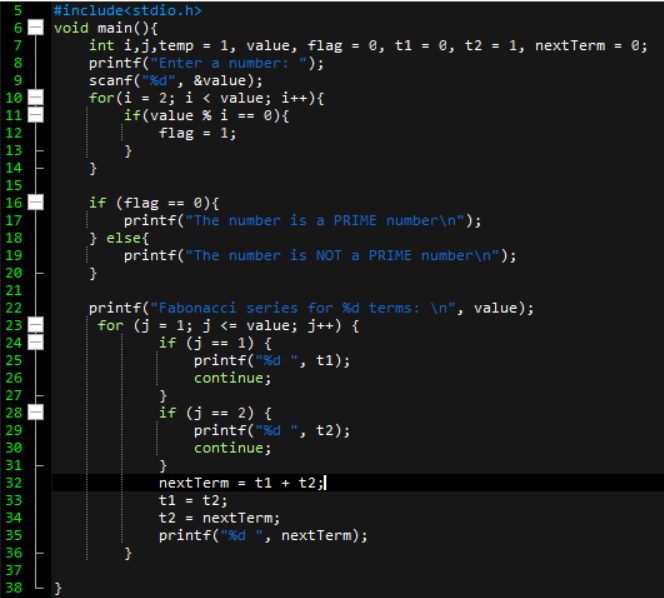 5 #include<stdio.h>
6 void main(){
7 int i,j,temp = 1, value, flag = 0, t1 = 0, t2 = 1, nextTerm = 0;
8 printf("Enter a number: ");
9 scanf("%d", &value);
10 for(i = 2; i < value; i++){
11 if(value % i == 0){
12 flag = 1;
13 }
14 }
15
16 if (flag == 0){
17 printf("The number is a PRIME number\n");
18 } else{
19 printf("The number is NOT a PRIME number\n");
20 }
21
22 printf("Fabonacci series for %d terms: \n", value);
23 for (j = 1; j <= value; j++) {
24 if (j == 1) {
25 printf("%d ", t1);
26 continue;
27 }
28 if (j == 2) {
29 printf("%d ", t2);
30 continue;
31 }
32 nextTerm = t1 + t2;
33 t1 = t2;
34 t2 = nextTerm;
35 printf("%d ", nextTerm);
36 }
37
38 }